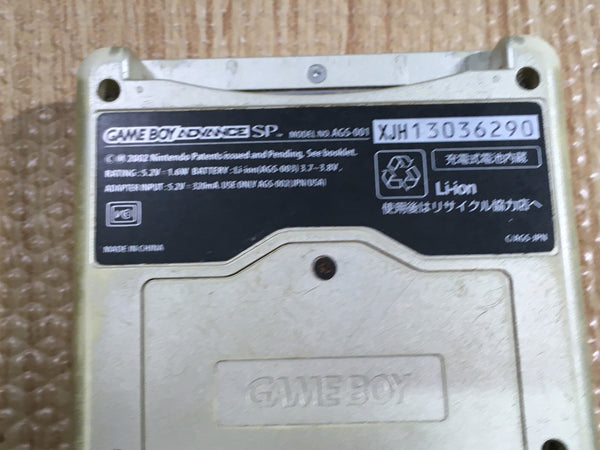 GAME BOY ADVANCE SP™ MODEL NO. AGS-001 XJH13036290
© ℗ 2002 Nintendo Patents issued and Pending. See booklet.
RATING: 5.2V⎓1.6W BATTERY: Li-ion(AGS-003) 3.7⎓3.8V,
ADAPTER INPUT: 5.2V⎓320mA. USE ONLY AGS-002(JPN USA)
充電式電池内蔵
Li-ion
使用後はリサイクル協力店へ
MADE IN CHINA
C/AGS-JPN
GAME BOY